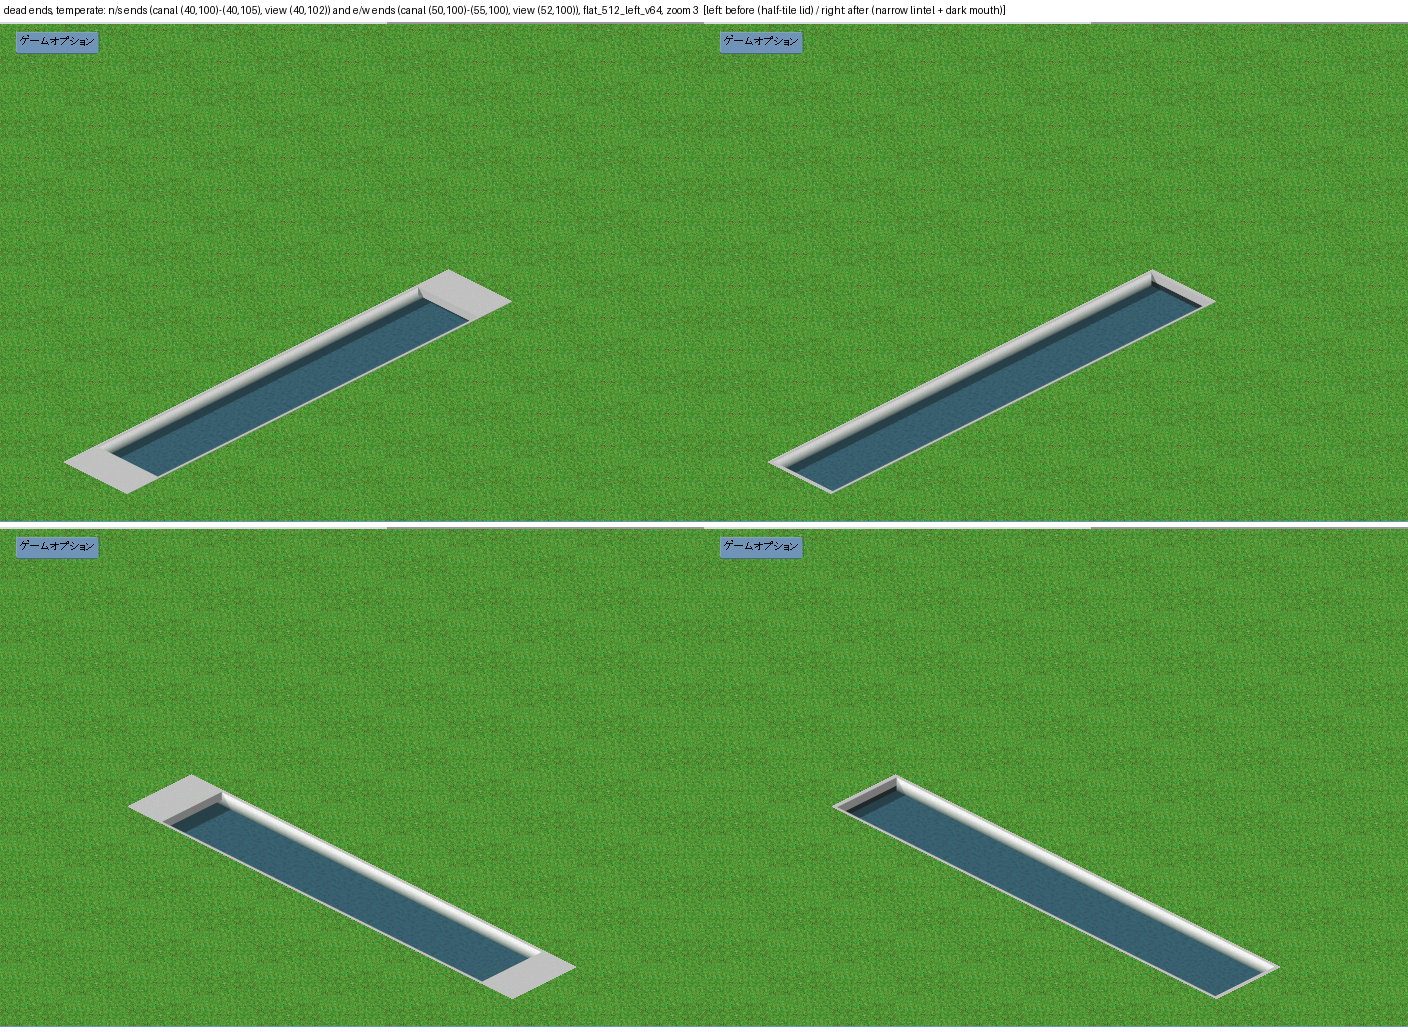 dead ends, temperate: n/s ends (canal (40,100)-(40,105), view (40,102)) and e/w ends (canal (50,100)-(55,100), view (52,100)), flat_512_left_v64, zoom 3 [left before (half-tile lid) / right after (narrow lintel + dark mouth)]
ゲームオプション
ゲームオプション
ゲームオプション
ゲームオプション